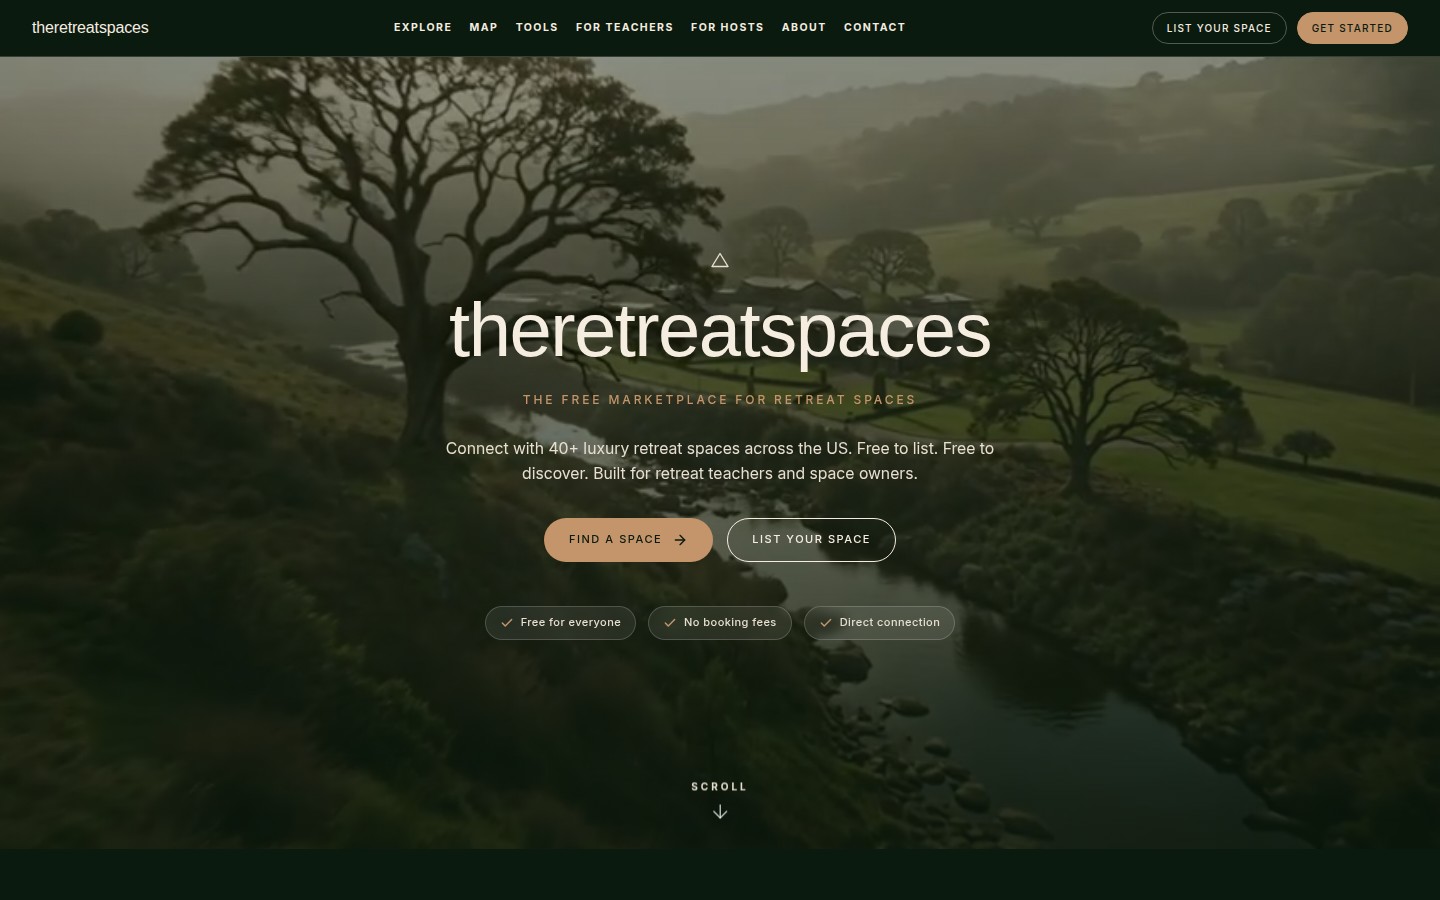 theretreatspaces
EXPLORE MAP TOOLS FOR TEACHERS FOR HOSTS ABOUT CONTACT
LIST YOUR SPACE
GET STARTED
theretreatspaces
THE FREE MARKETPLACE FOR RETREAT SPACES
Connect with 40+ luxury retreat spaces across the US. Free to list. Free to
discover. Built for retreat teachers and space owners.
FIND A SPACE
LIST YOUR SPACE
Free for everyone
No booking fees
Direct connection
SCROLL